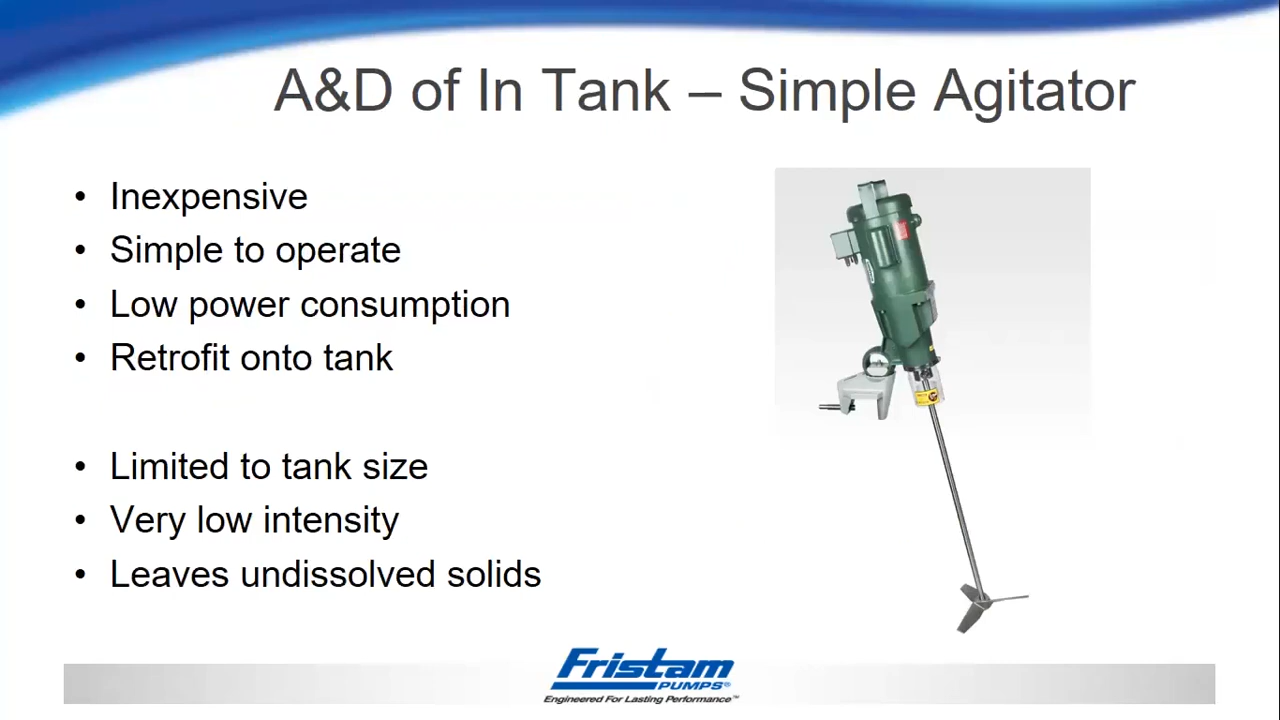 A&D of In Tank – Simple Agitator
• Inexpensive
• Simple to operate
• Low power consumption
• Retrofit onto tank
• Limited to tank size
• Very low intensity
• Leaves undissolved solids
Fristam
PUMPS®
Engineered For Lasting Performance™